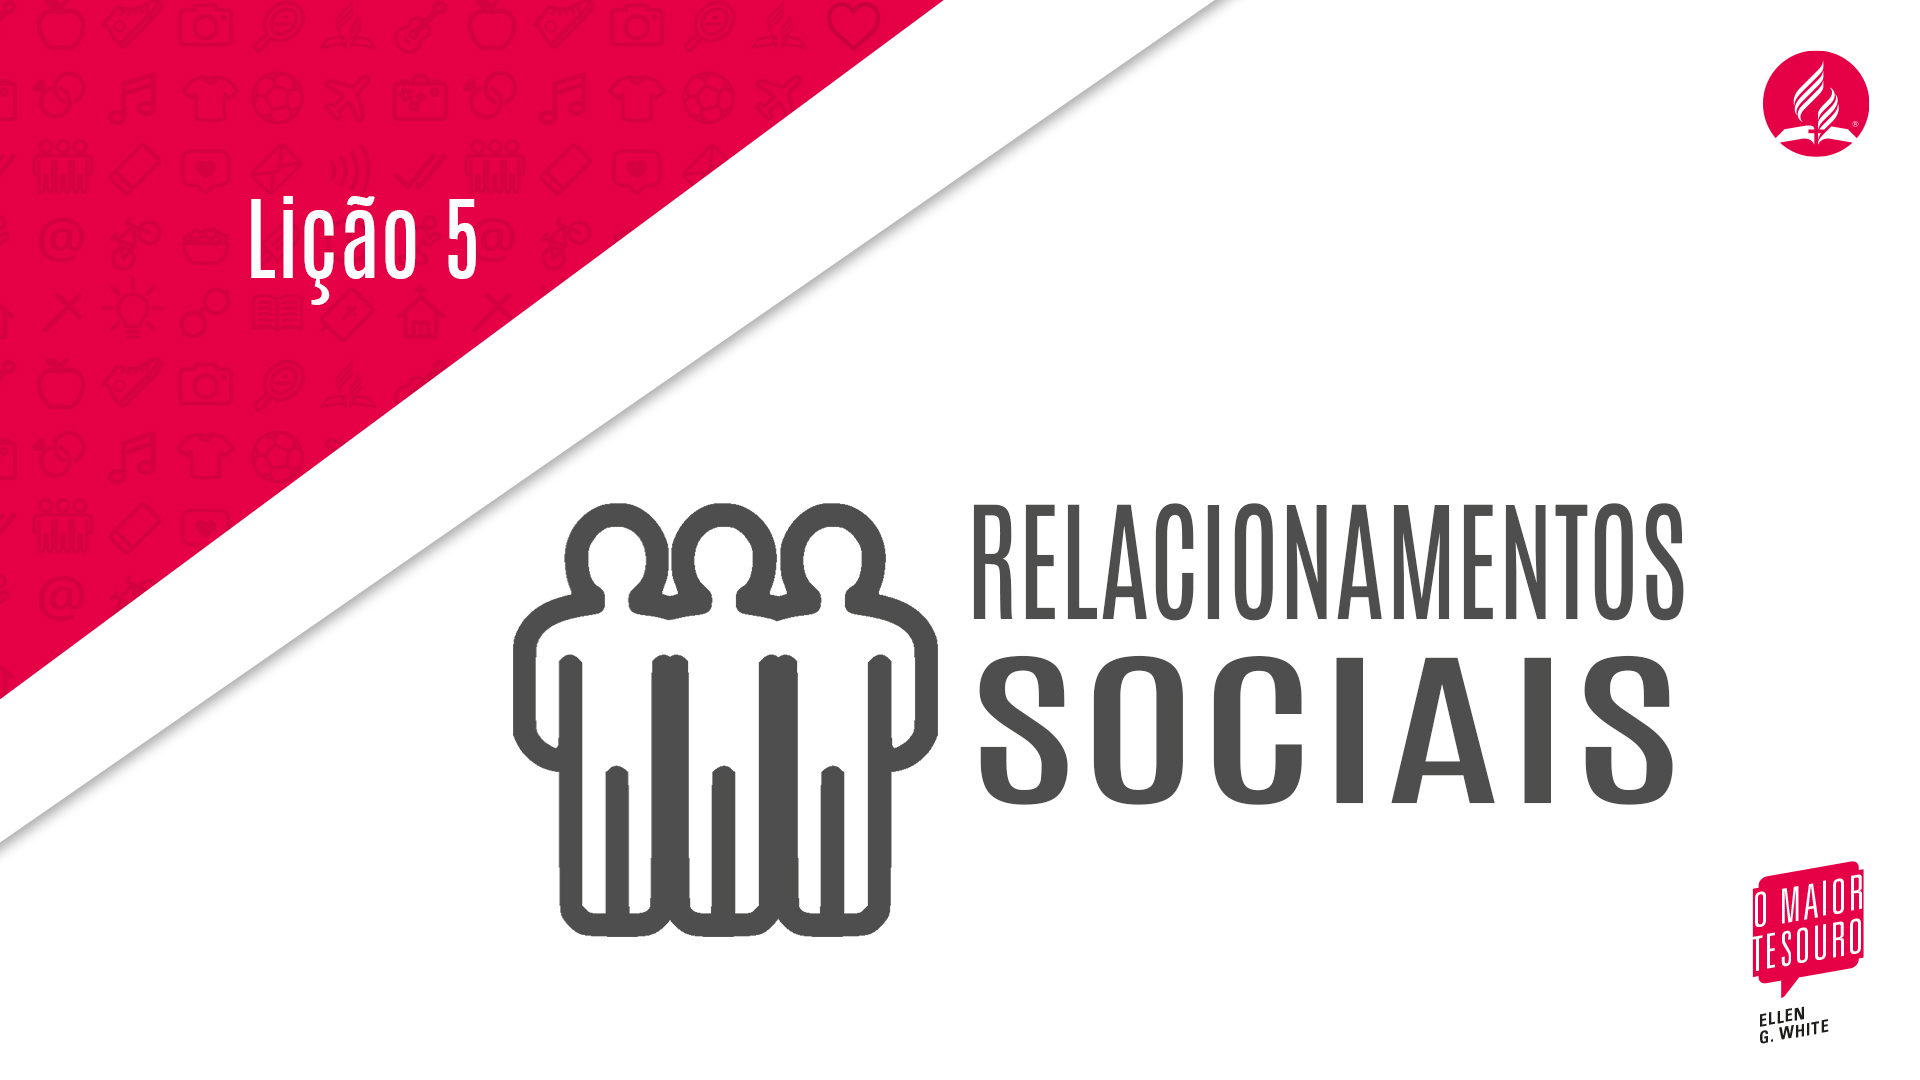 Lição 5
RELACIONAMENTOS
SOCIAIS
®
O MAIOR
TESOURO
ELLEN
G. WHITE